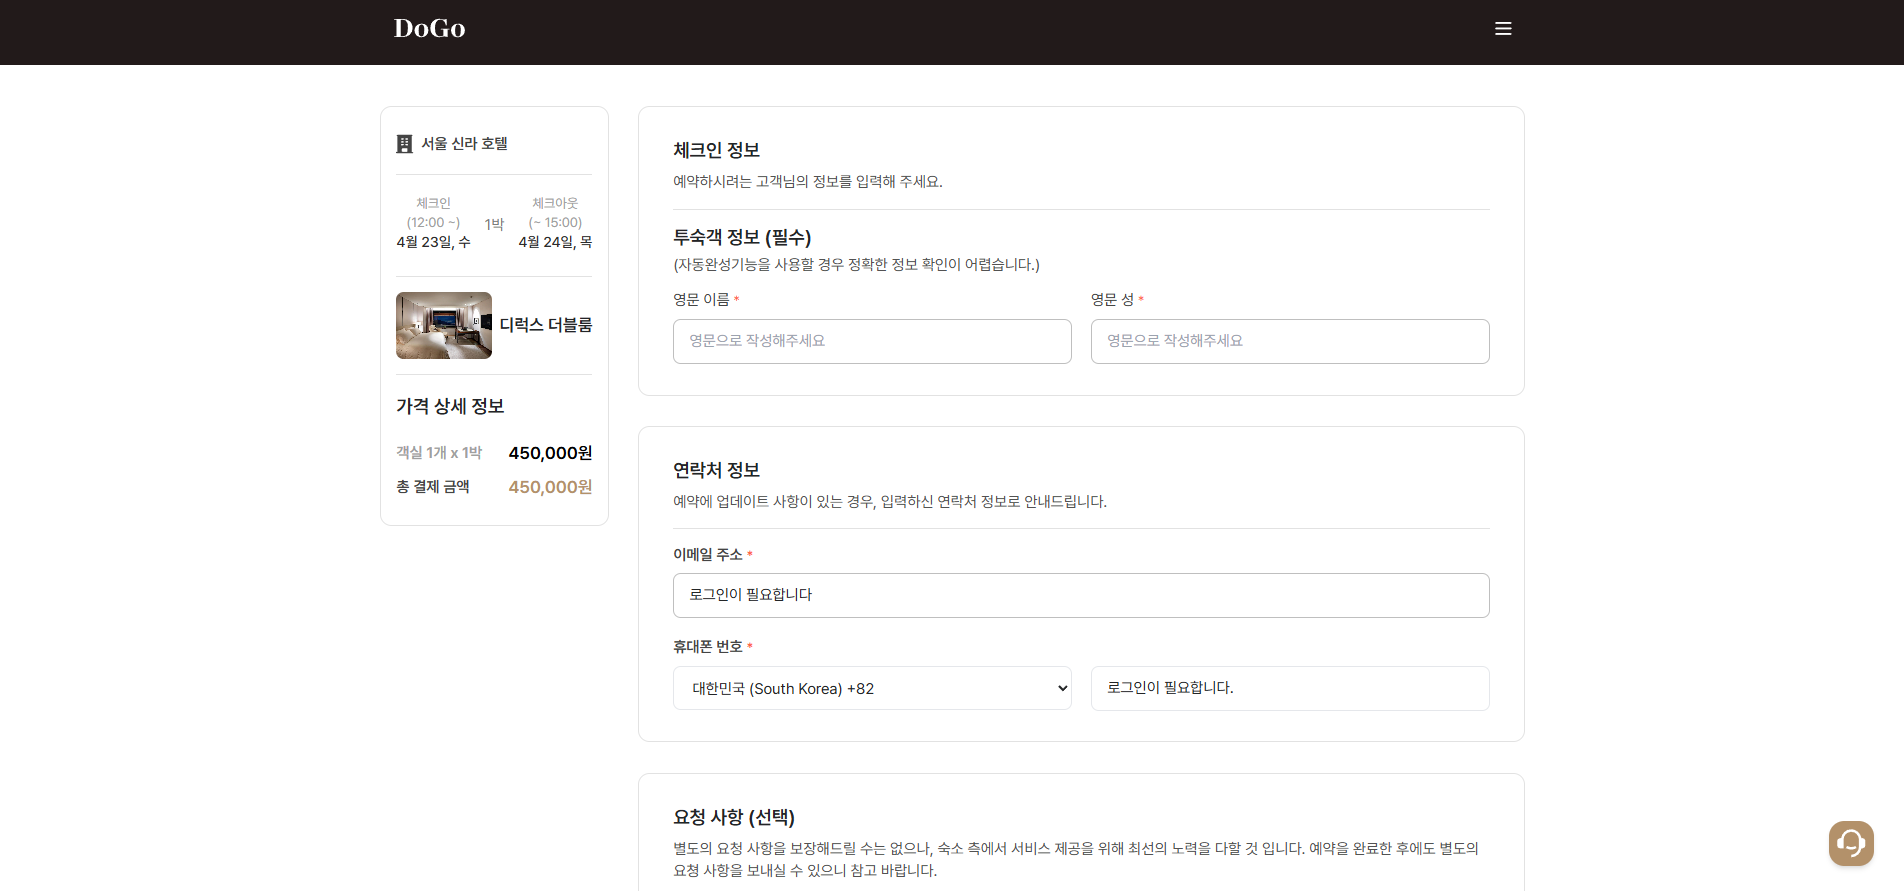 DoGo
서울 신라 호텔
체크인
(12:00 ~)
4월 23일, 수
1박
체크아웃
(~ 15:00)
4월 24일, 목
디럭스 더블룸
가격 상세 정보
객실 1개 x 1박 450,000원
총 결제 금액 450,000원
체크인 정보
예약하시려는 고객님의 정보를 입력해 주세요.
투숙객 정보 (필수)
(자동완성기능을 사용할 경우 정확한 정보 확인이 어렵습니다.)
영문 이름 *
영문으로 작성해주세요
영문 성 *
영문으로 작성해주세요
연락처 정보
예약에 업데이트 사항이 있는 경우, 입력하신 연락처 정보로 안내드립니다.
이메일 주소 *
로그인이 필요합니다
휴대폰 번호 *
대한민국 (South Korea) +82
로그인이 필요합니다.
요청 사항 (선택)
별도의 요청 사항을 보장해드릴 수는 없으나, 숙소 측에서 서비스 제공을 위해 최선의 노력을 다할 것 입니다. 예약을 완료한 후에도 별도의
요청 사항을 보내실 수 있으니 참고 바랍니다.